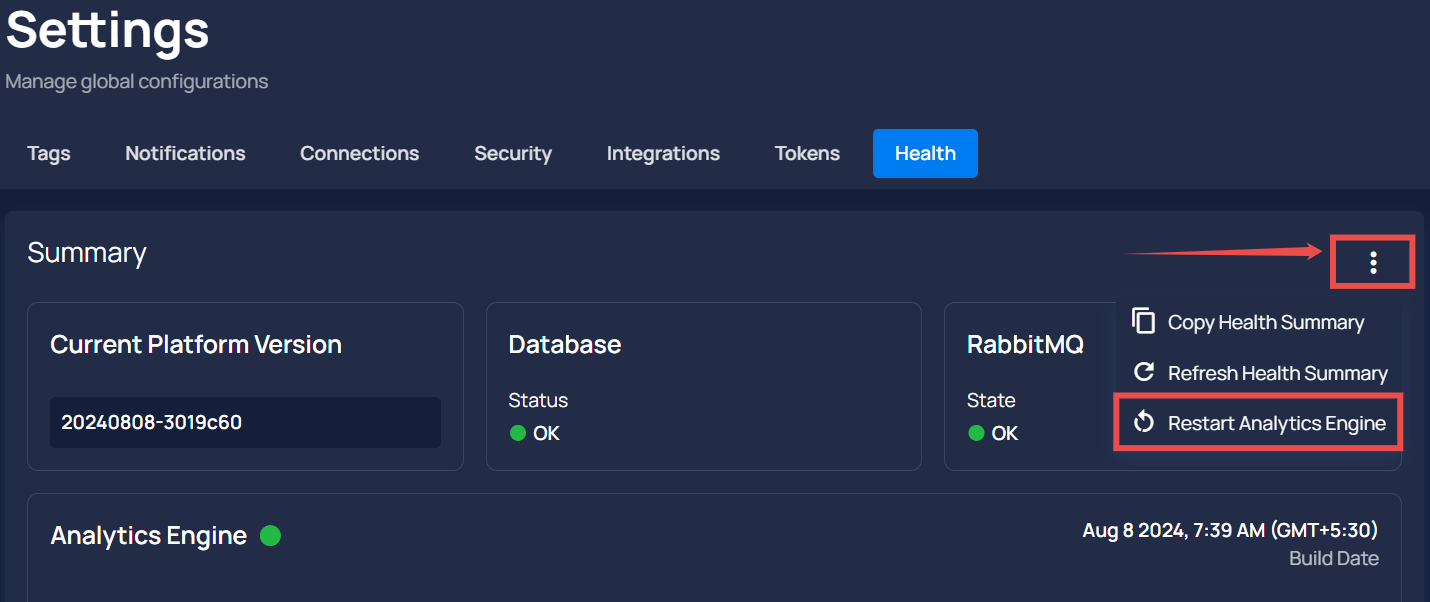 Settings
Manage global configurations
Tags Notifications Connections Security Integrations Tokens Health
Summary
Current Platform Version
20240808-3019c60
Database
Status
OK
RabbitMQ
State
OK
Copy Health Summary
Refresh Health Summary
Restart Analytics Engine
Analytics Engine
Aug 8 2024, 7:39 AM (GMT+5:30)
Build Date